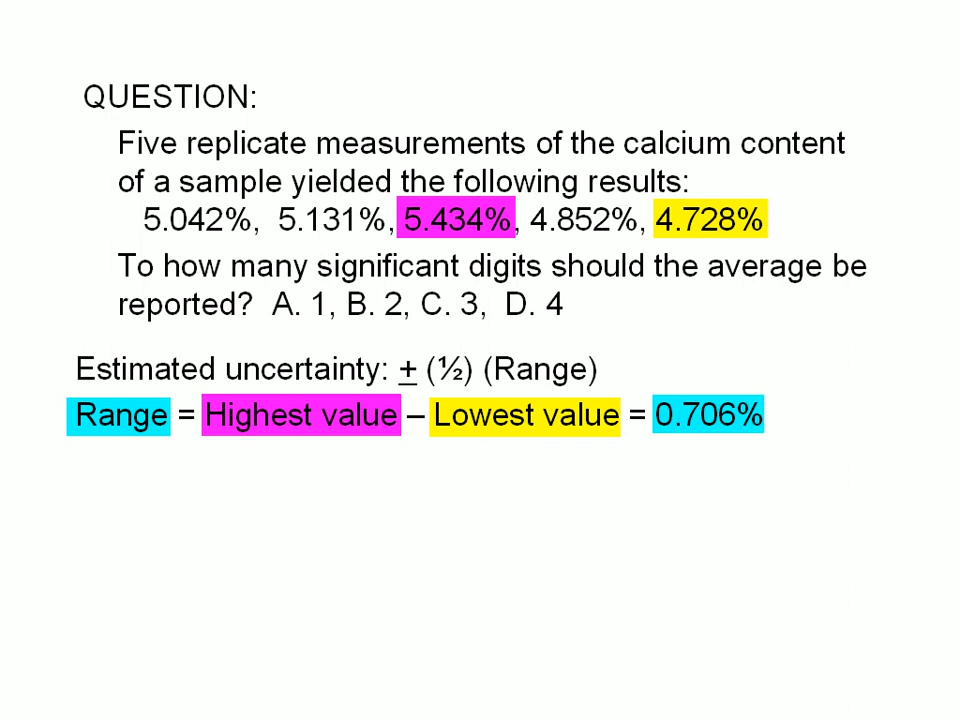 QUESTION:
Five replicate measurements of the calcium content
of a sample yielded the following results:
5.042%, 5.131%, 5.434%, 4.852%, 4.728%
To how many significant digits should the average be
reported? A. 1, B. 2, C. 3, D. 4
Estimated uncertainty: ± (½) (Range)
Range = Highest value – Lowest value = 0.706%